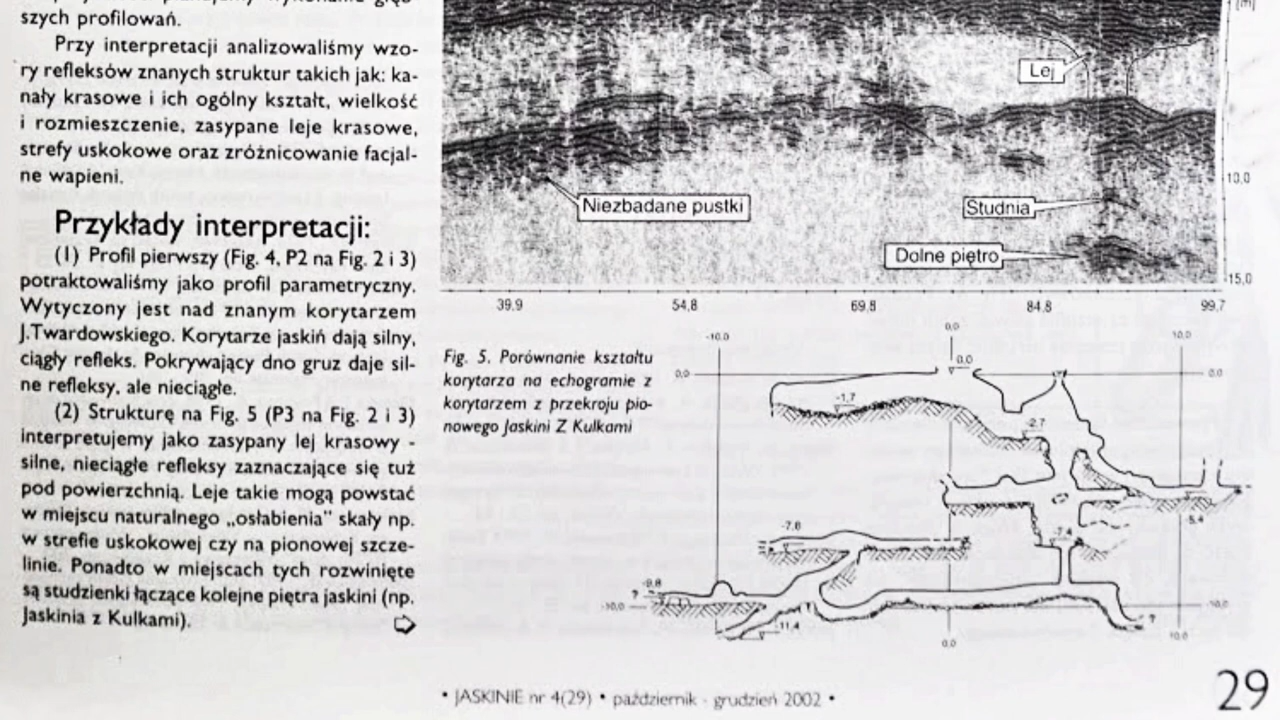 szych profilowań.
Przy interpretacji analizowaliśmy wzo-
ry refleksów znanych struktur takich jak: ka-
nały krasowe i ich ogólny kształt, wielkość
i rozmieszczenie, zasypane leje krasowe,
strefy uskokowe oraz zróżnicowanie facjal-
ne wapieni.
Przykłady interpretacji:
(1) Profil pierwszy (Fig. 4, P2 na Fig. 2 i 3)
potraktowaliśmy jako profil parametryczny.
Wytyczony jest nad znanym korytarzem
J.Twardowskiego. Korytarze jaskiń dają silny,
ciągły refleks. Pokrywający dno gruz daje sil-
ne refleksy, ale nieciągłe.
(2) Strukturę na Fig. 5 (P3 na Fig. 2 i 3)
interpretujemy jako zasypany lej krasowy -
silne, nieciągłe refleksy zaznaczające się tuż
pod powierzchnią. Leje takie mogą powstać
w miejscu naturalnego „osłabienia" skały np.
w strefie uskokowej czy na pionowej szcze-
linie. Ponadto w miejscach tych rozwinięte
są studzienki łączące kolejne piętra jaskini (np.
Jaskinia z Kulkami).
[m]
Lej
10,0
Niezbadane pustki
Studnia
Dolne piętro
15,0
39.9 54,8 69,8 84,8 99,7
Fig. 5. Porównanie kształtu
korytarza na echogramie z
korytarzem z przekroju pio-
nowego Jaskini Z Kulkami
-10,0 0,0 10,0
0,0 0,0 0,0
-1,7
-2,7
-5,4
-7,8 -7,4
? -9,8
-10,0 -10,0
-11,4 ?
0,0 10,0
• JASKINIE nr 4(29) • październik - grudzień 2002 •
29